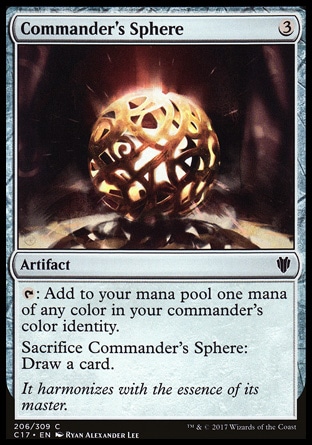 Commander's Sphere 3
Artifact
: Add to your mana pool one mana
of any color in your commander's
color identity.
Sacrifice Commander's Sphere:
Draw a card.
It harmonizes with the essence of its
master.
206/309 C
C17 • EN RYAN ALEXANDER LEE
™ & © 2017 Wizards of the Coast